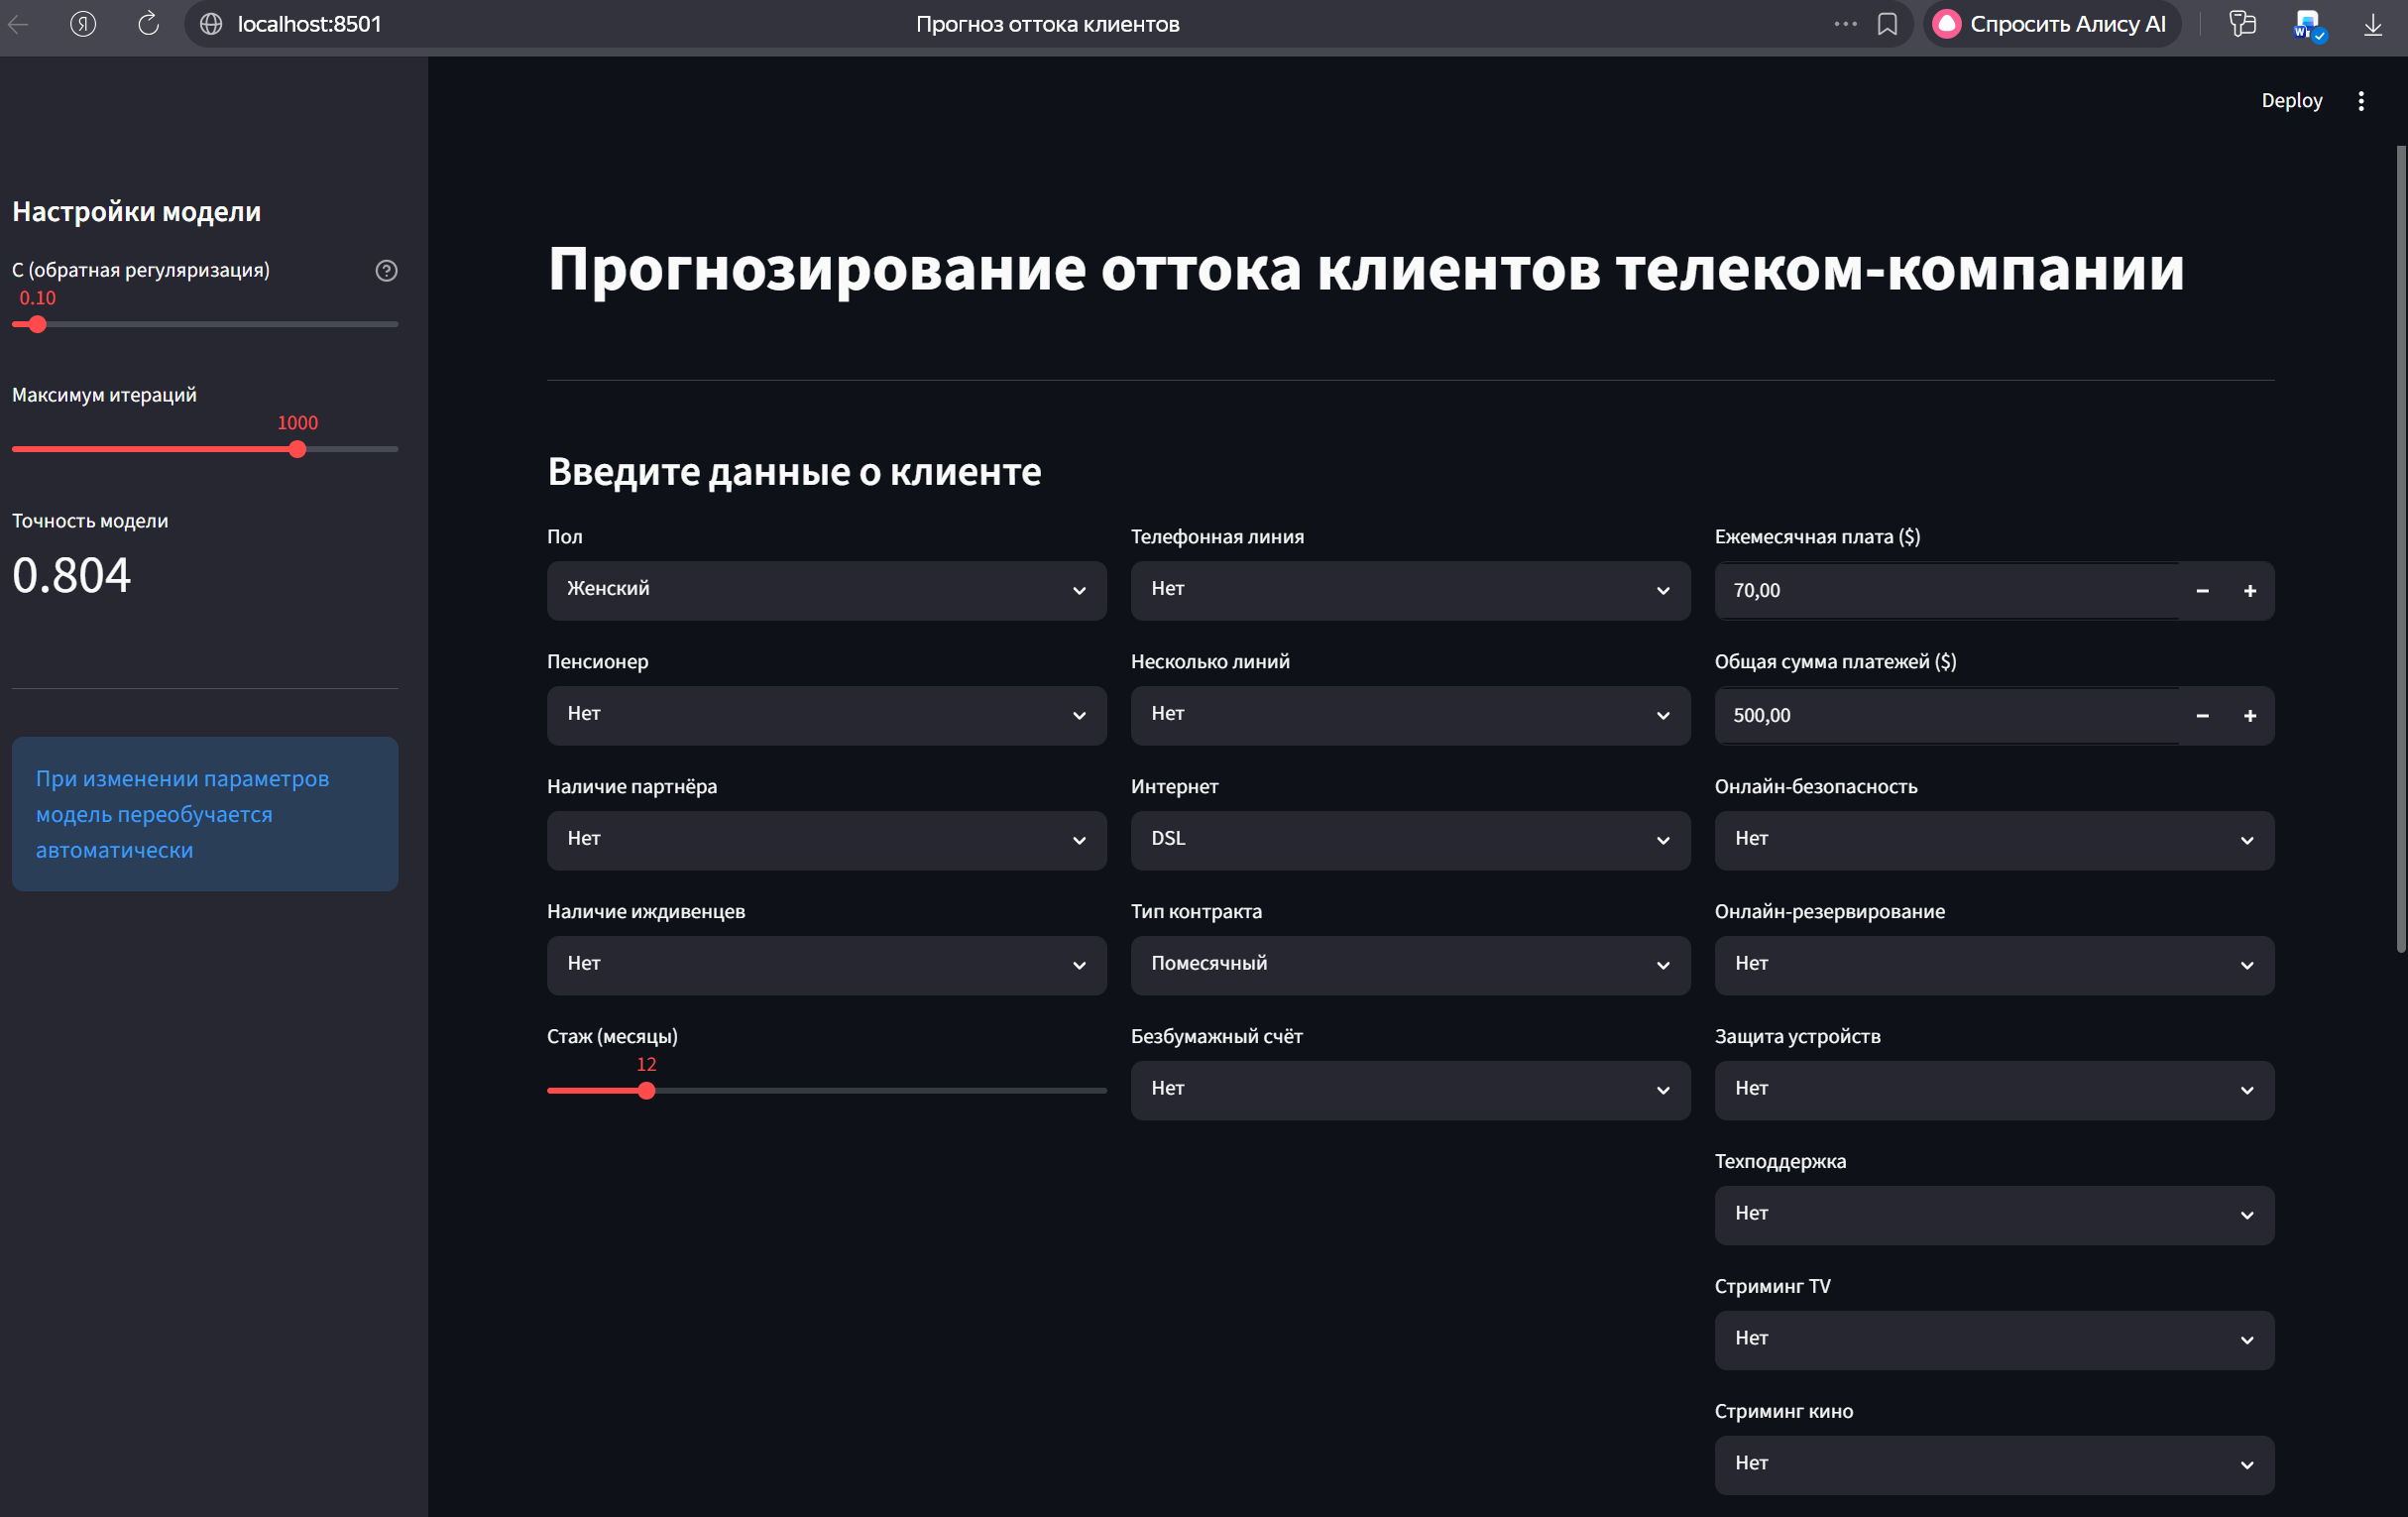 Я
localhost:8501
Прогноз оттока клиентов
Спросить Алису AI
W
Deploy
Настройки модели
C (обратная регуляризация)
?
0.10
Максимум итераций
1000
Точность модели
0.804
При изменении параметров
модель переобучается
автоматически
Прогнозирование оттока клиентов телеком-компании
Введите данные о клиенте
Пол
Женский
Пенсионер
Нет
Наличие партнёра
Нет
Наличие иждивенцев
Нет
Стаж (месяцы)
12
Телефонная линия
Нет
Несколько линий
Нет
Интернет
DSL
Тип контракта
Помесячный
Безбумажный счёт
Нет
Ежемесячная плата ($)
70,00
Общая сумма платежей ($)
500,00
Онлайн-безопасность
Нет
Онлайн-резервирование
Нет
Защита устройств
Нет
Техподдержка
Нет
Стриминг TV
Нет
Стриминг кино
Нет